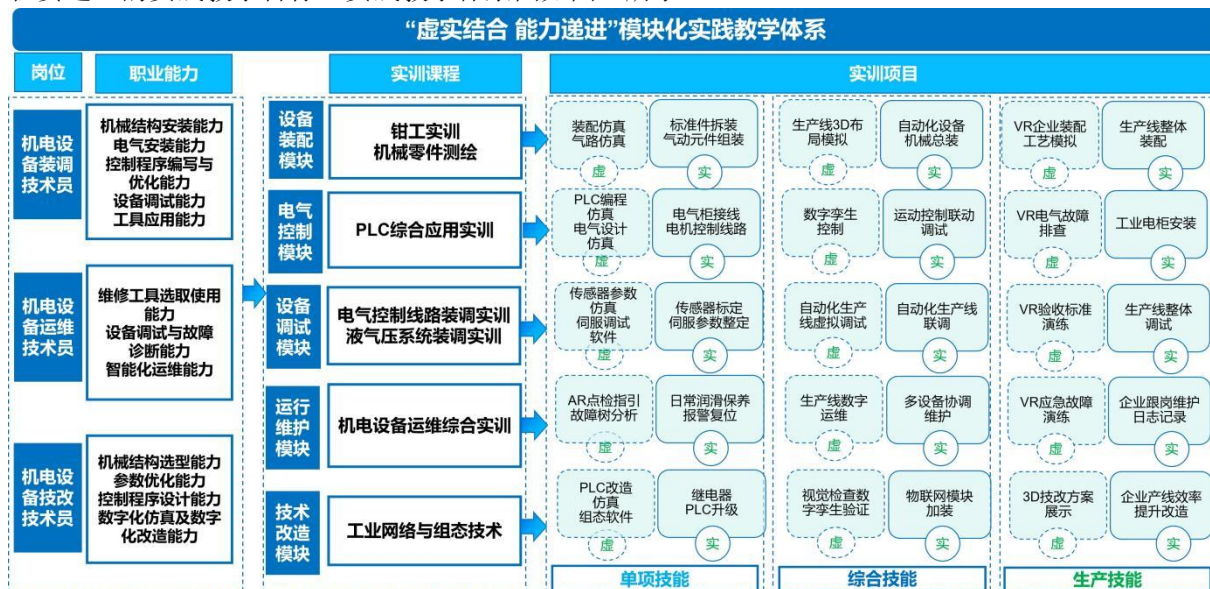 “虚实结合 能力递进”模块化实践教学体系
岗位
职业能力
实训课程
实训项目
机电设
备装调
技术员
机械结构安装能力
电气安装能力
控制程序编写与
优化能力
设备调试能力
工具应用能力
机电设
备运维
技术员
维修工具选取使用
能力
设备调试与故障
诊断能力
智能化运维能力
机电设
备技改
技术员
机械结构选型能力
参数优化能力
控制程序设计能力
数字化仿真及数字
化改造能力
设备
装配
模块
钳工实训
机械零件测绘
装配仿真
气路仿真
虚
标准件拆装
气动元件组装
实
生产线3D布
局模拟
虚
自动化设备
机械总装
实
VR企业装配
工艺模拟
虚
生产线整体
装配
实
电气
控制
模块
PLC综合应用实训
PLC编程
仿真
电气设计
仿真
虚
电气柜接线
电机控制线路
实
数字孪生
控制
虚
运动控制联动
调试
实
VR电气故障
排查
虚
工业电柜安装
实
设备
调试
模块
电气控制线路装调实训
液气压系统装调实训
传感器参数
仿真
伺服调试
软件
虚
传感器标定
伺服参数整定
实
自动化生产
线虚拟调试
虚
自动化生产线
联调
实
VR验收标准
演练
虚
生产线整体
调试
实
运行
维护
模块
机电设备运维综合实训
AR点检指引
故障树分析
虚
日常润滑保养
报警复位
实
生产线数字
运维
虚
多设备协调
维护
实
VR应急故障
演练
虚
企业跟岗维护
日志记录
实
技术
改造
模块
工业网络与组态技术
PLC改造
仿真
组态软件
虚
继电器
PLC升级
实
视觉检查数
字孪生验证
虚
物联网模块
加装
实
3D技改方案
展示
虚
企业产线效率
提升改造
实
单项技能
综合技能
生产技能